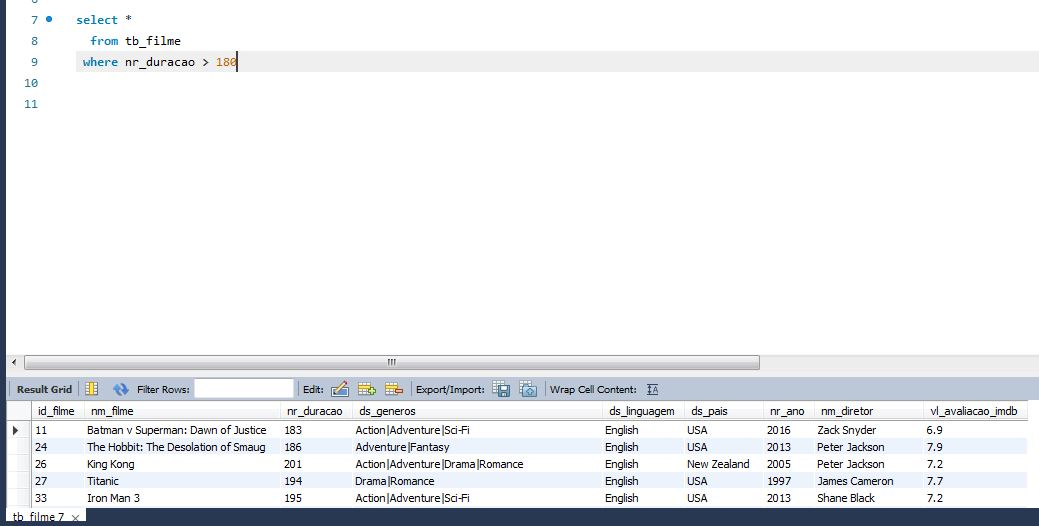 7 select *
8 from tb_filme
9 where nr_duracao > 180
10
11
Result Grid Filter Rows: Edit: Export/Import: Wrap Cell Content:
id_filme nm_filme nr_duracao ds_generos ds_linguagem ds_pais nr_ano nm_diretor vl_avaliacao_imdb
11 Batman v Superman: Dawn of Justice 183 Action|Adventure|Sci-Fi English USA 2016 Zack Snyder 6.9
24 The Hobbit: The Desolation of Smaug 186 Adventure|Fantasy English USA 2013 Peter Jackson 7.9
26 King Kong 201 Action|Adventure|Drama|Romance English New Zealand 2005 Peter Jackson 7.2
27 Titanic 194 Drama|Romance English USA 1997 James Cameron 7.7
33 Iron Man 3 195 Action|Adventure|Sci-Fi English USA 2013 Shane Black 7.2
tb_filme 7 ×